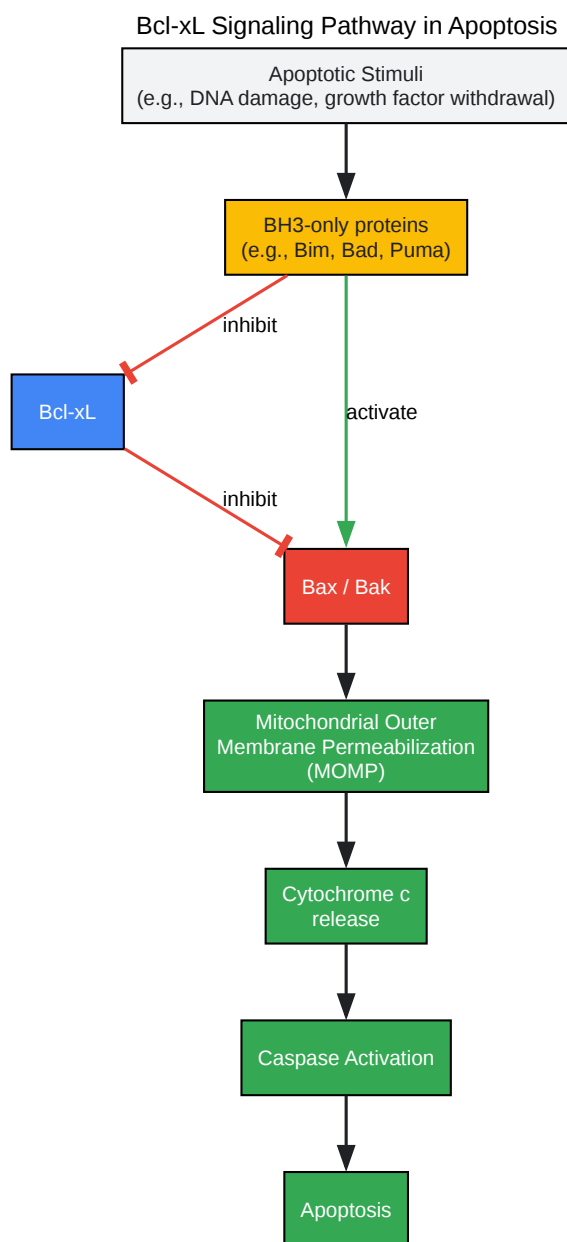 Bcl-xL Signaling Pathway in Apoptosis
Apoptotic Stimuli
(e.g., DNA damage, growth factor withdrawal)
BH3-only proteins
(e.g., Bim, Bad, Puma)
inhibit
Bcl-xL
activate
inhibit
Bax / Bak
Mitochondrial Outer
Membrane Permeabilization
(MOMP)
Cytochrome c
release
Caspase Activation
Apoptosis